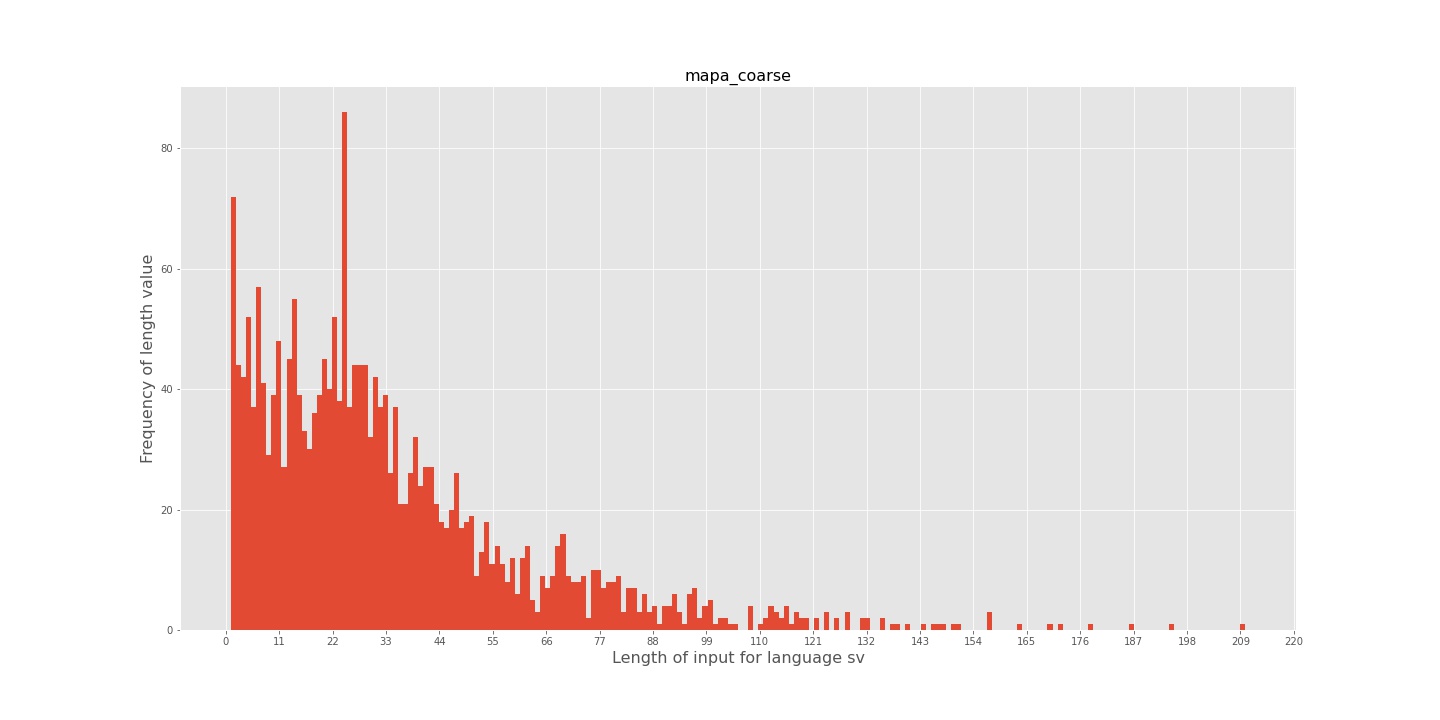 mapa_coarse
Frequency of length value
80
60
40
20
0
0 11 22 33 44 55 66 77 88 99 110 121 132 143 154 165 176 187 198 209 220
Length of input for language sv